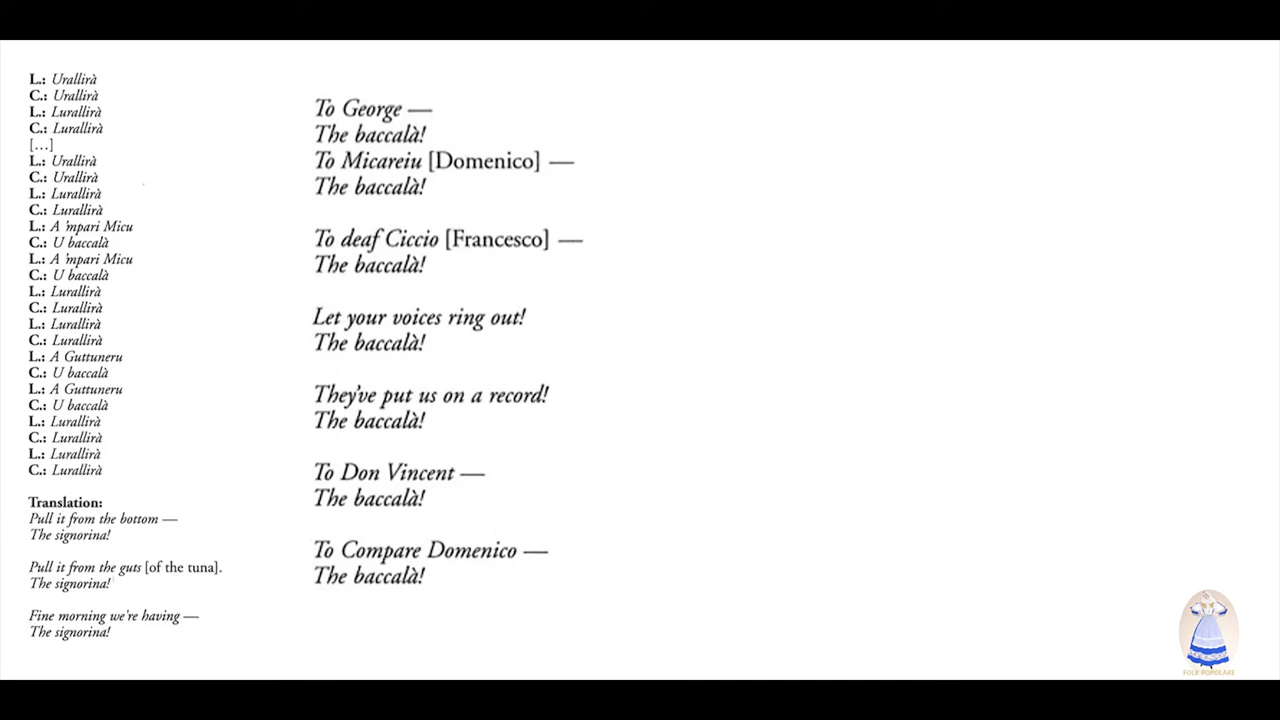 L.: Urallirà
C.: Urallirà
L.: Lurallirà
C.: Lurallirà
[…]
L.: Urallirà
C.: Urallirà
L.: Lurallirà
C.: Lurallirà
L.: A 'mpari Micu
C.: U baccalà
L.: A 'mpari Micu
C.: U baccalà
L.: Lurallirà
C.: Lurallirà
L.: Lurallirà
C.: Lurallirà
L.: A Guttuneru
C.: U baccalà
L.: A Guttuneru
C.: U baccalà
L.: Lurallirà
C.: Lurallirà
L.: Lurallirà
C.: Lurallirà
Translation:
Pull it from the bottom —
The signorina!
Pull it from the guts [of the tuna].
The signorina!
Fine morning we're having —
The signorina!
To George —
The baccalà!
To Micareiu [Domenico] —
The baccalà!
To deaf Ciccio [Francesco] —
The baccalà!
Let your voices ring out!
The baccalà!
They've put us on a record!
The baccalà!
To Don Vincent —
The baccalà!
To Compare Domenico —
The baccalà!
FOLK POPOLARE